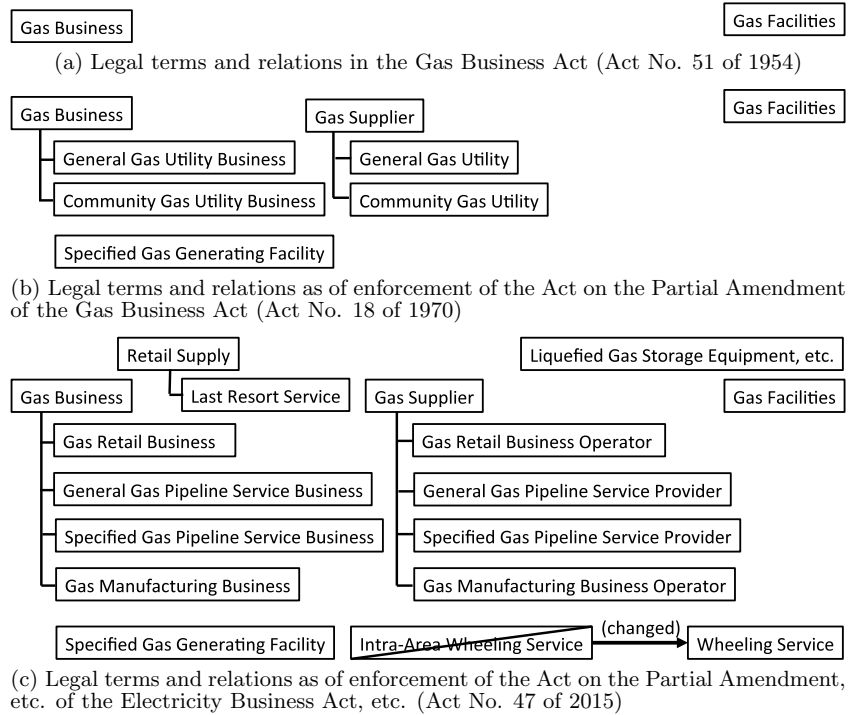 Gas Business
Gas Facilities
(a) Legal terms and relations in the Gas Business Act (Act No. 51 of 1954)
Gas Business
Gas Supplier
Gas Facilities
General Gas Utility Business
General Gas Utility
Community Gas Utility Business
Community Gas Utility
Specified Gas Generating Facility
(b) Legal terms and relations as of enforcement of the Act on the Partial Amendment
of the Gas Business Act (Act No. 18 of 1970)
Retail Supply
Liquefied Gas Storage Equipment, etc.
Gas Business
Last Resort Service
Gas Supplier
Gas Facilities
Gas Retail Business
Gas Retail Business Operator
General Gas Pipeline Service Business
General Gas Pipeline Service Provider
Specified Gas Pipeline Service Business
Specified Gas Pipeline Service Provider
Gas Manufacturing Business
Gas Manufacturing Business Operator
Specified Gas Generating Facility
Intra-Area Wheeling Service
(changed)
Wheeling Service
(c) Legal terms and relations as of enforcement of the Act on the Partial Amendment,
etc. of the Electricity Business Act, etc. (Act No. 47 of 2015)